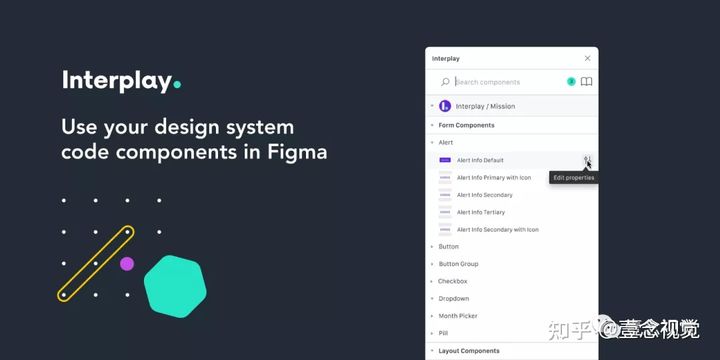 Interplay.
Use your design system
code components in Figma
Interplay
Search components
Interplay / Mission
Form Components
Alert
Alert Info Default
Edit properties
Alert Info Primary with Icon
Alert Info Secondary
Alert Info Tertiary
Alert Info Secondary with Icon
Button
Button Group
Checkbox
Dropdown
Month Picker
Pill
Layout Components
知乎 @壹念视觉